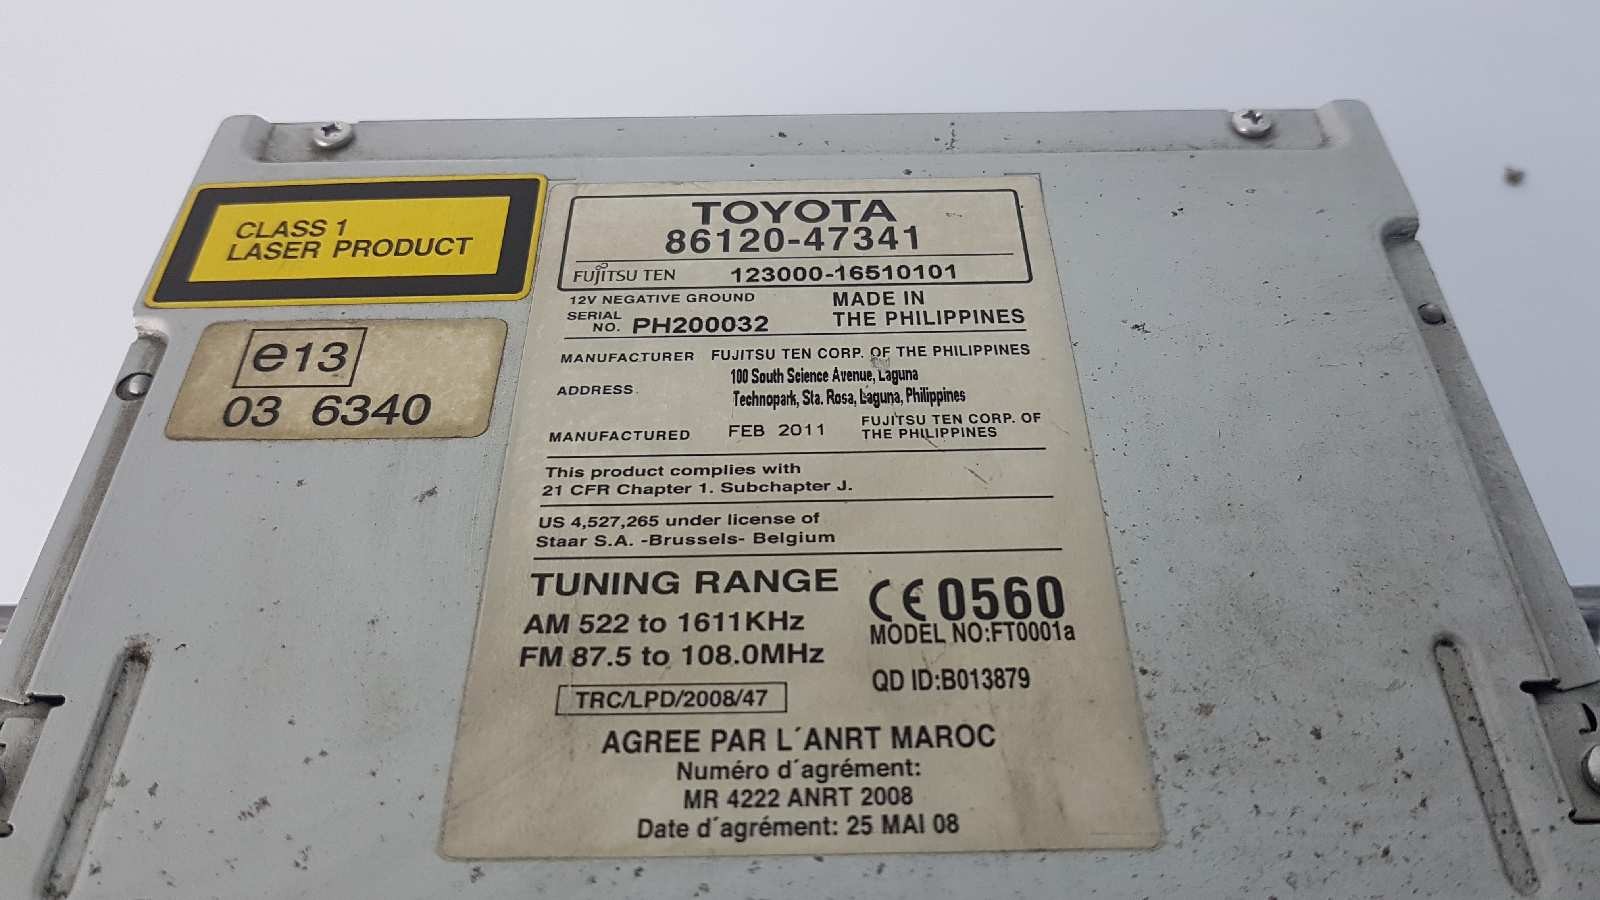 CLASS 1
LASER PRODUCT
e13
03 6340
TOYOTA
86120-47341
FUJITSU TEN 123000-16510101
12V NEGATIVE GROUND
SERIAL NO. PH200032
MADE IN
THE PHILIPPINES
MANUFACTURER FUJITSU TEN CORP. OF THE PHILIPPINES
ADDRESS. 100 South Science Avenue, Laguna
Technopark, Sta. Rosa, Laguna, Philippines
MANUFACTURED FEB 2011 FUJITSU TEN CORP. OF
THE PHILIPPINES
This product complies with
21 CFR Chapter 1. Subchapter J.
US 4,527,265 under license of
Staar S.A. -Brussels- Belgium
TUNING RANGE
AM 522 to 1611KHz
FM 87.5 to 108.0MHz
CE0560
MODEL NO:FT0001a
QD ID:B013879
TRC/LPD/2008/47
AGREE PAR L´ANRT MAROC
Numéro d´agrément:
MR 4222 ANRT 2008
Date d´agrément: 25 MAI 08